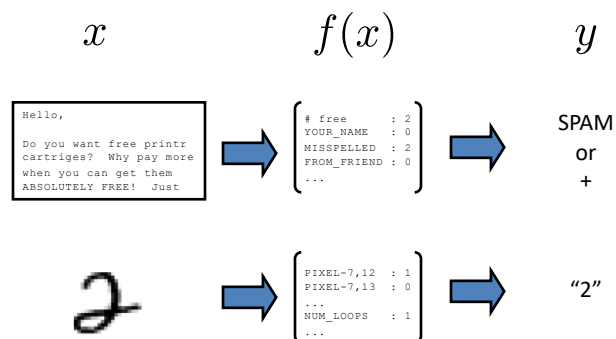 x f(x) y
Hello,
Do you want free printr
cartriges? Why pay more
when you can get them
ABSOLUTELY FREE! Just
# free : 2
YOUR_NAME : 0
MISSPELLED : 2
FROM_FRIEND : 0
...
SPAM
or
+
2
PIXEL-7,12 : 1
PIXEL-7,13 : 0
...
NUM_LOOPS : 1
...
“2”